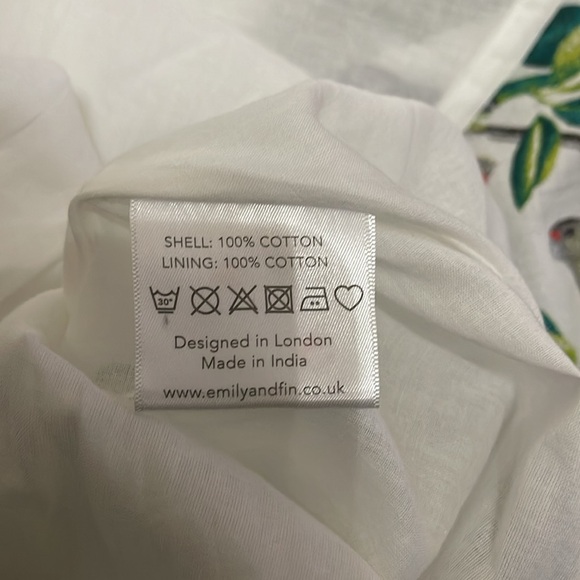 SHELL: 100% COTTON
LINING: 100% COTTON
30°
Designed in London
Made in India
www.emilyandfin.co.uk